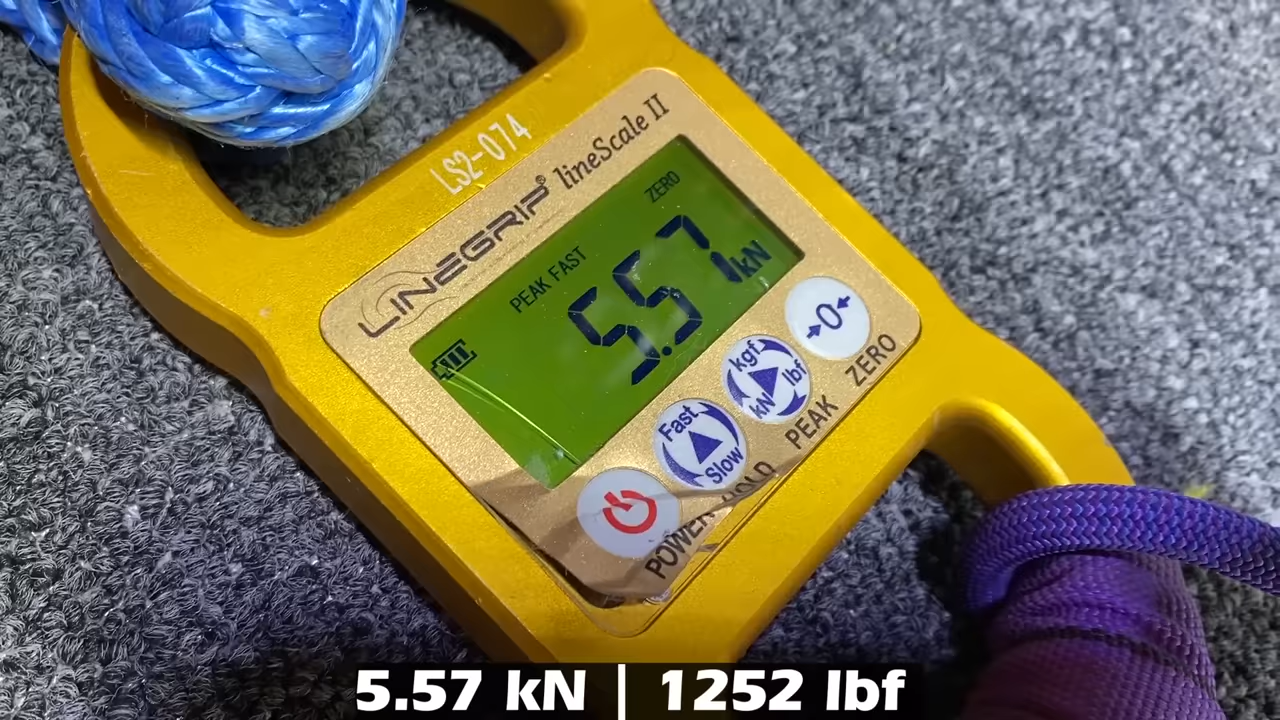 LS2-074
LINEGRIP® lineScale II
ZERO
PEAK FAST
5.57 kN
→0←
ZERO
kgf lbf kN
PEAK
Fast Slow
HOLD
POWER
5.57 kN | 1252 lbf